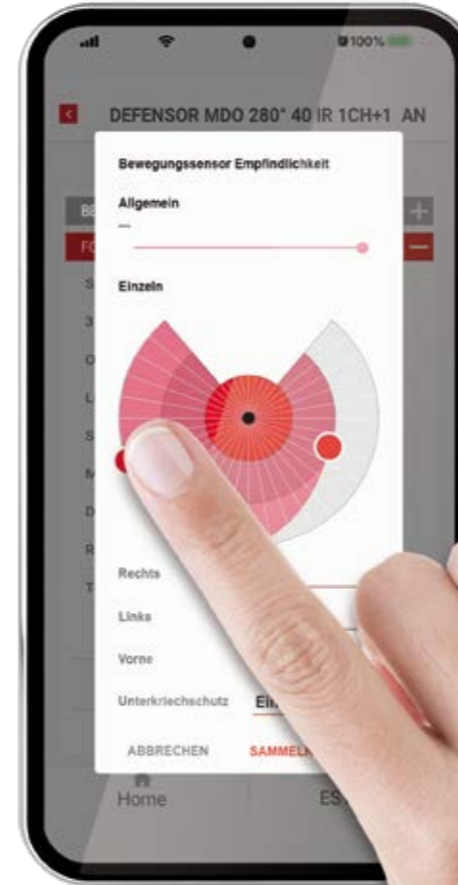 100%
DEFENSOR MDO 280° 40 IR 1CH+1 AN
Bewegungssensor Empfindlichkeit
Allgemein
---
Einzeln
Rechts
Links
Vorne
Unterkriechschutz
ABBRECHEN
Home